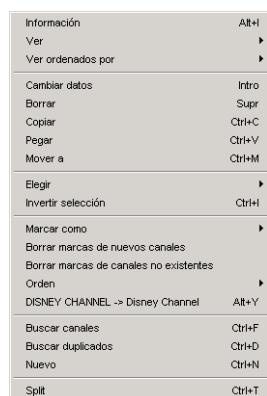 Información Alt+I
Ver
Ver ordenados por
Cambiar datos Intro
Borrar Supr
Copiar Ctrl+C
Pegar Ctrl+V
Mover a Ctrl+M
Elegir
Invertir selección Ctrl+I
Marcar como
Borrar marcas de nuevos canales
Borrar marcas de canales no existentes
Orden
DISNEY CHANNEL -> Disney Channel Alt+Y
Buscar canales Ctrl+F
Buscar duplicados Ctrl+D
Nuevo Ctrl+N
Split Ctrl+T